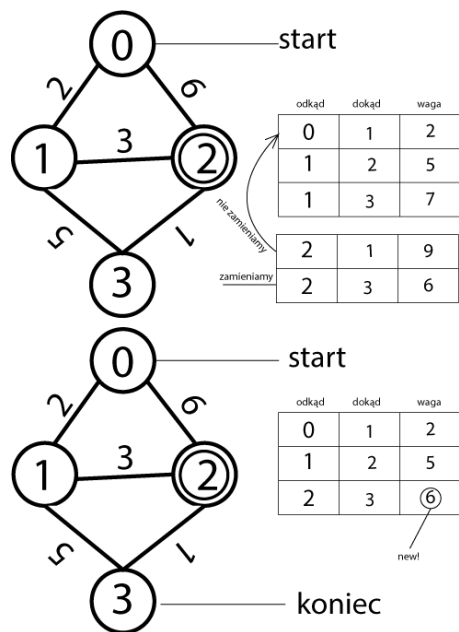 0 start
2 6
1 3 2
5 1
3
odkąd dokąd waga
0 1 2
1 2 5
1 3 7
nie zamieniamy
2 1 9
zamieniamy
2 3 6
0 start
2 6
1 3 2
5 1
3 koniec
odkąd dokąd waga
0 1 2
1 2 5
2 3 6
new!